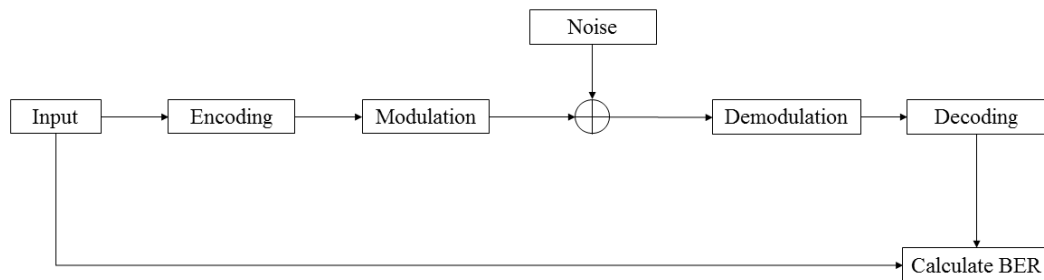 Noise
Input
Encoding
Modulation
Demodulation
Decoding
Calculate BER